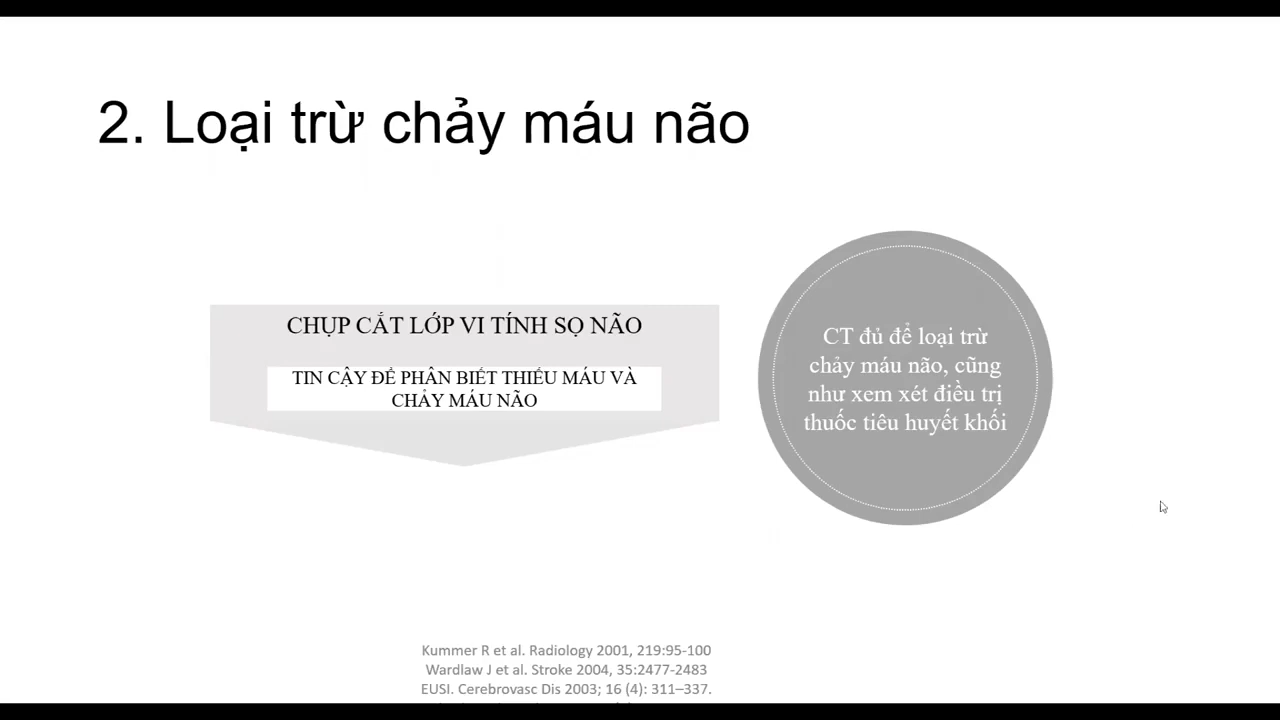 2. Loại trừ chảy máu não
CHỤP CẮT LỚP VI TÍNH SỌ NÃO
TIN CẬY ĐỂ PHÂN BIẾT THIẾU MÁU VÀ
CHẢY MÁU NÃO
CT đủ để loại trừ
chảy máu não, cũng
như xem xét điều trị
thuốc tiêu huyết khối
Kummer R et al. Radiology 2001, 219:95-100
Wardlaw J et al. Stroke 2004, 35:2477-2483
EUSI. Cerebrovasc Dis 2003; 16 (4): 311–337.